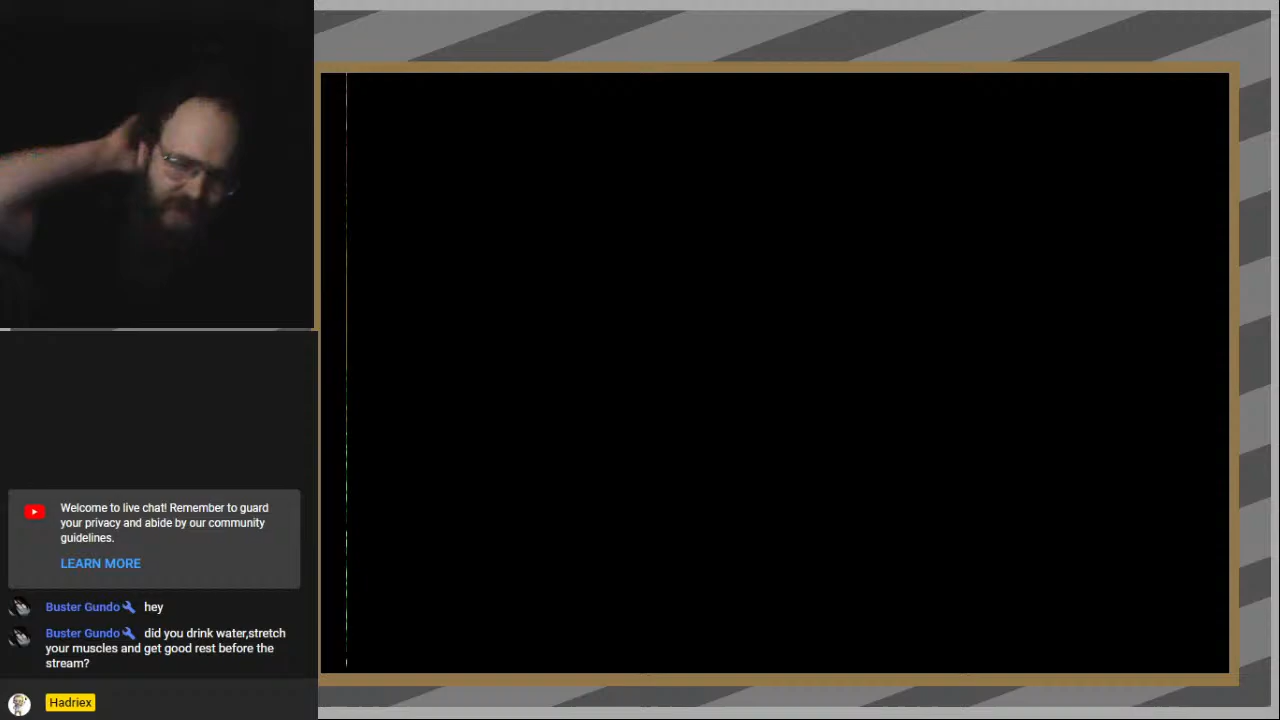 Welcome to live chat! Remember to guard
your privacy and abide by our community
guidelines.
LEARN MORE
Buster Gundo hey
Buster Gundo did you drink water,stretch
your muscles and get good rest before the
stream?
Hadriex